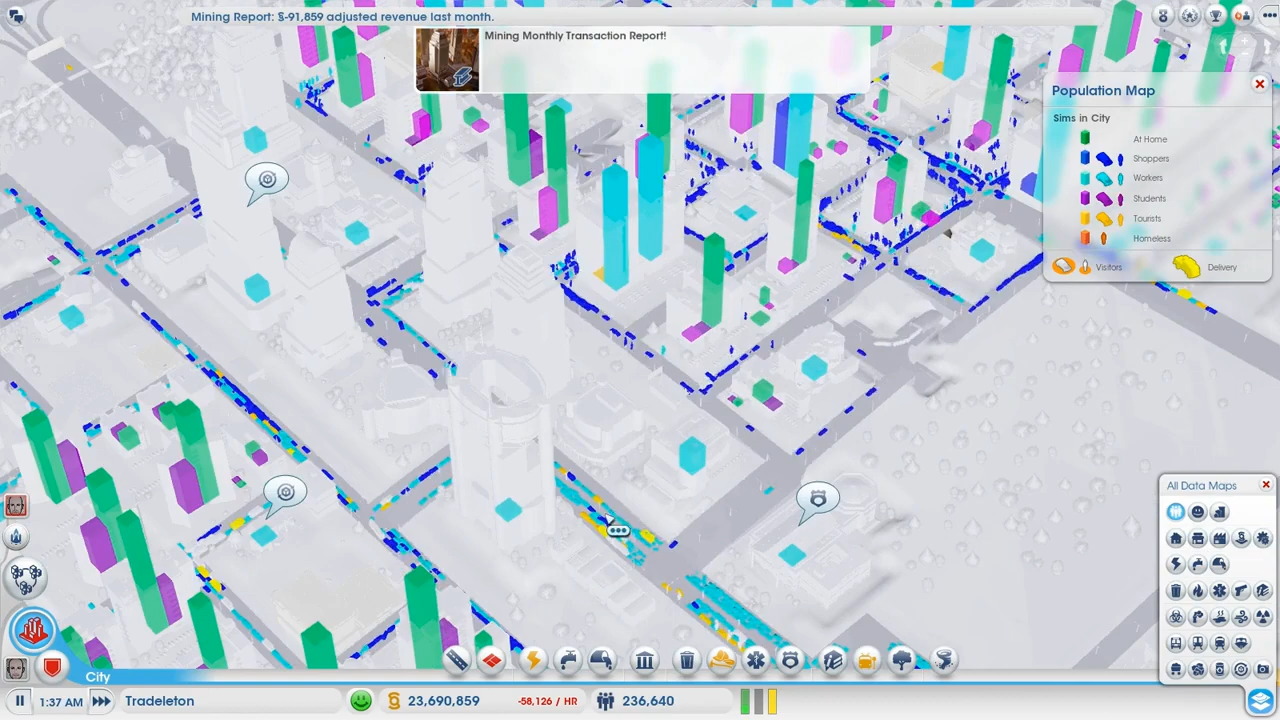 Mining Report: §-91,859 adjusted revenue last month.
Mining Monthly Transaction Report!
Population Map
Sims in City
At Home
Shoppers
Workers
Students
Tourists
Homeless
Visitors
Delivery
All Data Maps
City
1:37 AM
Tradeleton
23,690,859
-58,126 / HR
236,640